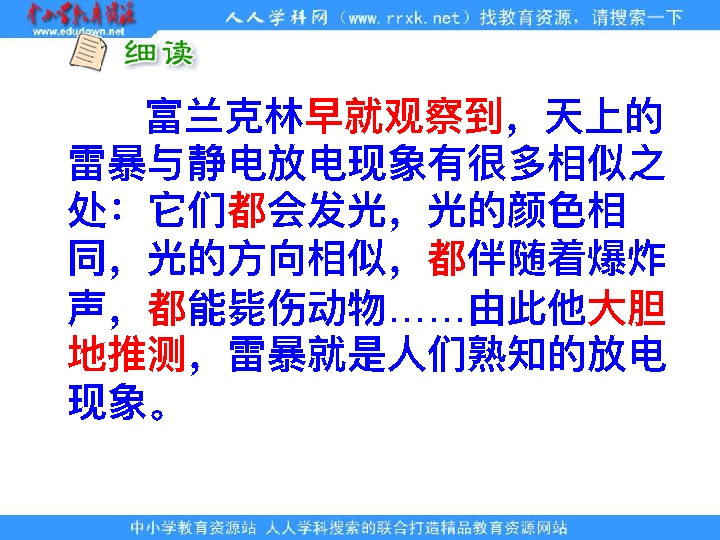 中小学教育资源
www.edudown.net
人人学科网（www.rrxk.net）找教育资源，请搜索一下
细读
富兰克林早就观察到，天上的
雷暴与静电放电现象有很多相似之
处：它们都会发光，光的颜色相
同，光的方向相似，都伴随着爆炸
声，都能毙伤动物……由此他大胆
地推测，雷暴就是人们熟知的放电
现象。
中小学教育资源站 人人学科搜索的联合打造精品教育资源网站